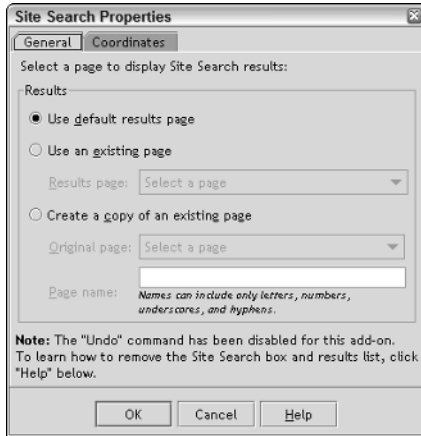 Site Search Properties
General Coordinates
Select a page to display Site Search results:
Results
Use default results page
Use an existing page
Results page: Select a page
Create a copy of an existing page
Original page: Select a page
Page name:
Names can include only letters, numbers,
underscores, and hyphens.
Note: The "Undo" command has been disabled for this add-on.
To learn how to remove the Site Search box and results list, click
"Help" below.
OK Cancel Help